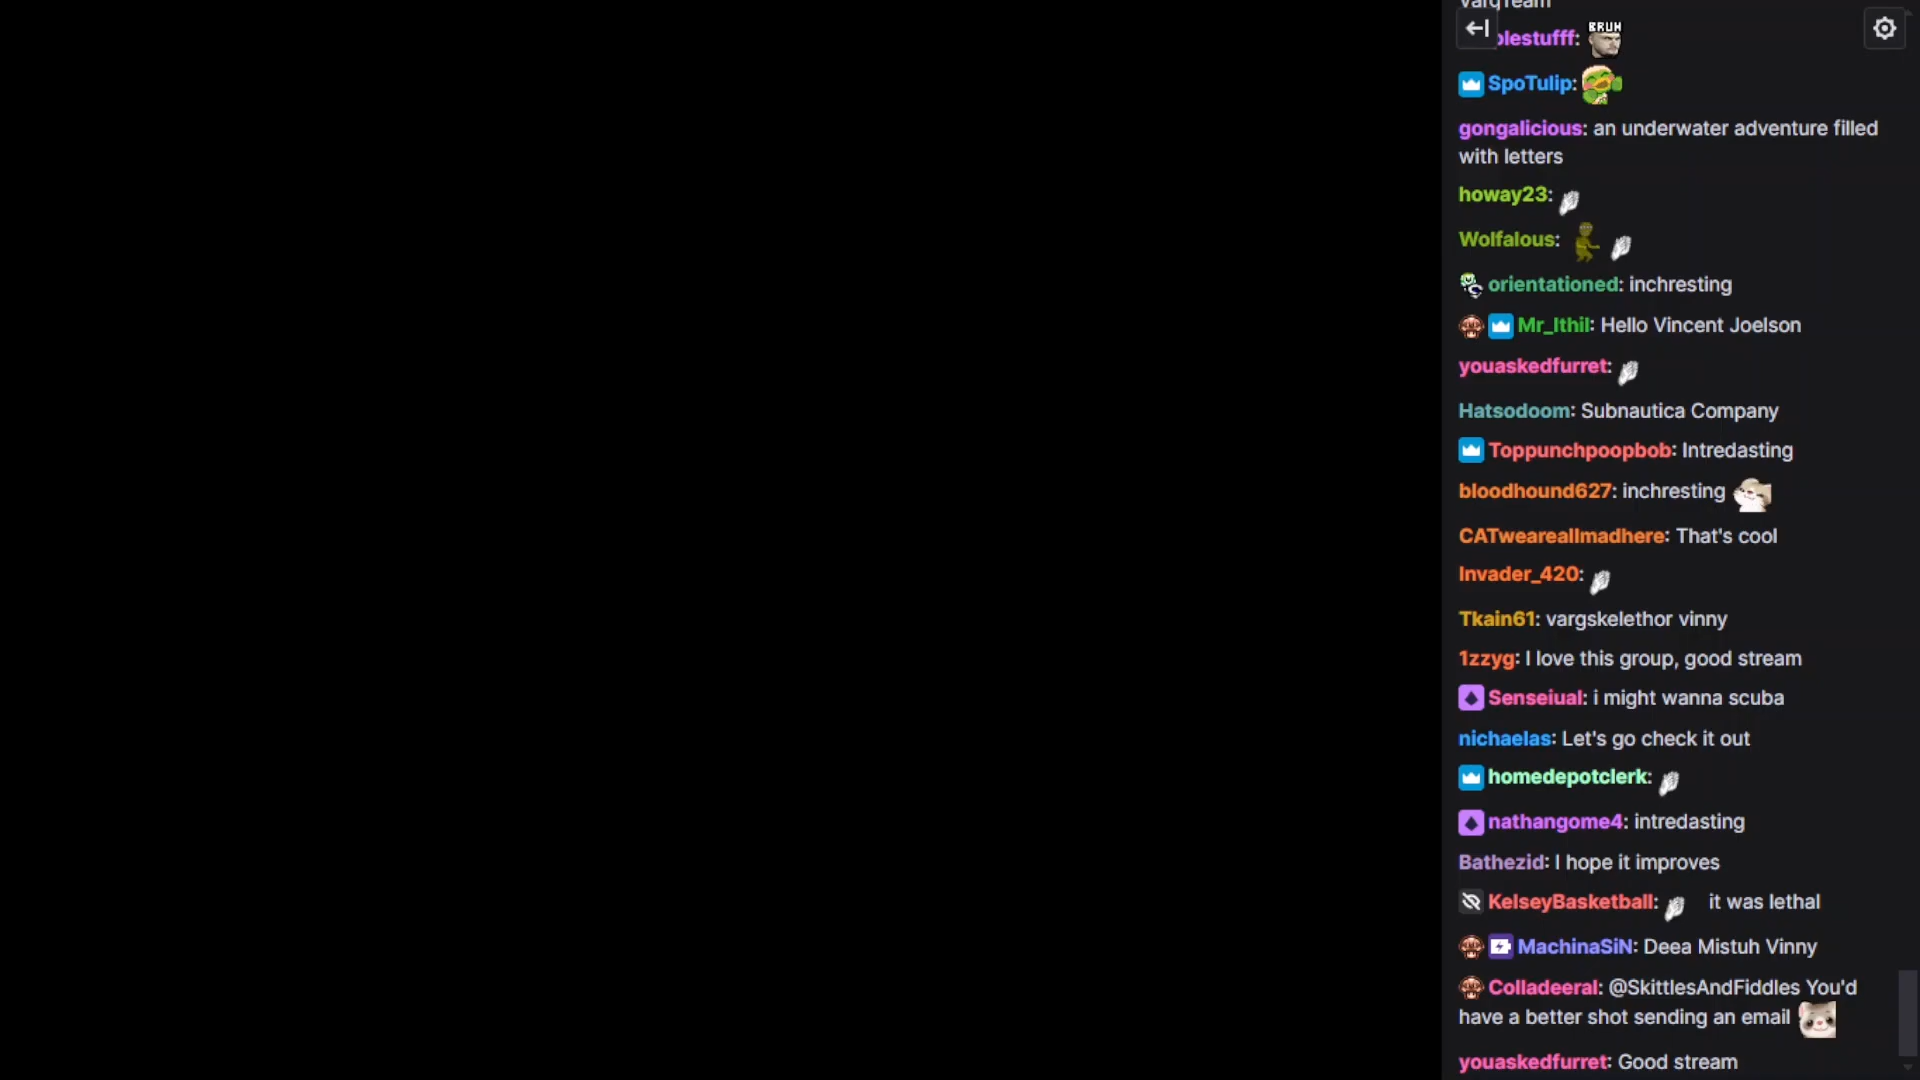 VargTeam
olestufff: BRUH
SpoTulip:
gongalicious: an underwater adventure filled
with letters
howay23:
Wolfalous:
orientationed: inchresting
Mr_Ithil: Hello Vincent Joelson
youaskedfurret:
Hatsodoom: Subnautica Company
Toppunchpoopbob: Intredasting
bloodhound627: inchresting
CATweareallmadhere: That's cool
Invader_420:
Tkain61: vargskelethor vinny
1zzyg: I love this group, good stream
Senseiual: i might wanna scuba
nichaelas: Let's go check it out
homedepotclerk:
nathangome4: intredasting
Bathezid: I hope it improves
KelseyBasketball: it was lethal
MachinaSiN: Deea Mistuh Vinny
Colladeeral: @SkittlesAndFiddles You'd
have a better shot sending an email
youaskedfurret: Good stream